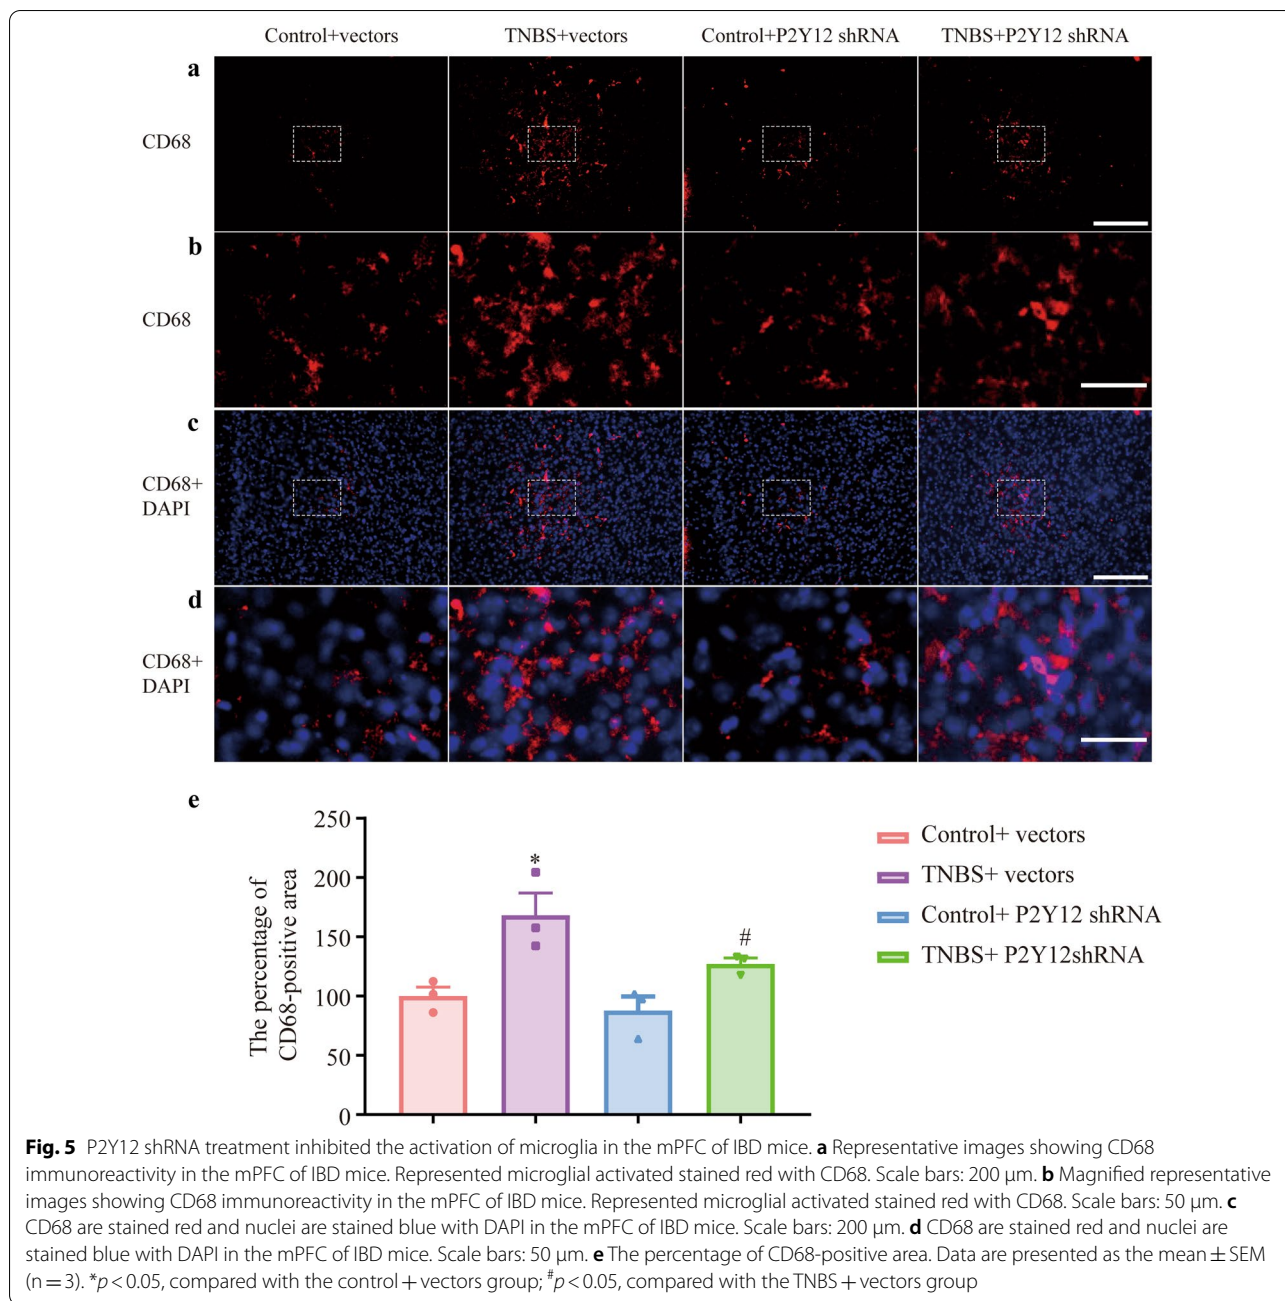 Control+vectors TNBS+vectors Control+P2Y12 shRNA TNBS+P2Y12 shRNA
a
CD68
b
CD68
c
CD68+
DAPI
d
CD68+
DAPI
e
The percentage of
CD68-positive area
250
200
150
100
50
0
*
#
Control+ vectors
TNBS+ vectors
Control+ P2Y12 shRNA
TNBS+ P2Y12shRNA
Fig. 5 P2Y12 shRNA treatment inhibited the activation of microglia in the mPFC of IBD mice. a Representative images showing CD68
immunoreactivity in the mPFC of IBD mice. Represented microglial activated stained red with CD68. Scale bars: 200 μm. b Magnified representative
images showing CD68 immunoreactivity in the mPFC of IBD mice. Represented microglial activated stained red with CD68. Scale bars: 50 μm. c
CD68 are stained red and nuclei are stained blue with DAPI in the mPFC of IBD mice. Scale bars: 200 μm. d CD68 are stained red and nuclei are
stained blue with DAPI in the mPFC of IBD mice. Scale bars: 50 μm. e The percentage of CD68-positive area. Data are presented as the mean ± SEM
(n = 3). *p < 0.05, compared with the control + vectors group; #p < 0.05, compared with the TNBS + vectors group